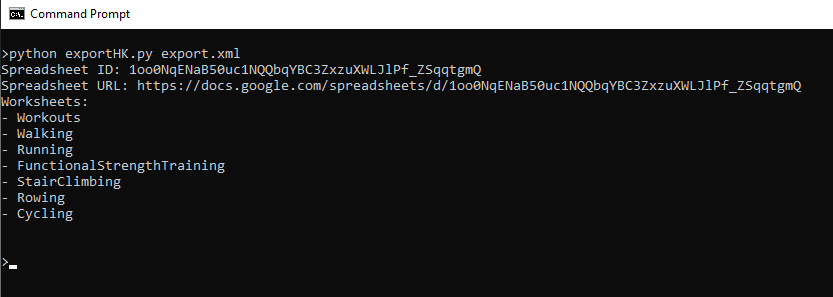 Command Prompt
>python exportHK.py export.xml
Spreadsheet ID: 1oo0NqENaB50uc1NQQbqYBC3ZxzuXWLJlPf_ZSqqtgmQ
Spreadsheet URL: https://docs.google.com/spreadsheets/d/1oo0NqENaB50uc1NQQbqYBC3ZxzuXWLJlPf_ZSqqtgmQ
Worksheets:
- Workouts
- Walking
- Running
- FunctionalStrengthTraining
- StairClimbing
- Rowing
- Cycling
>